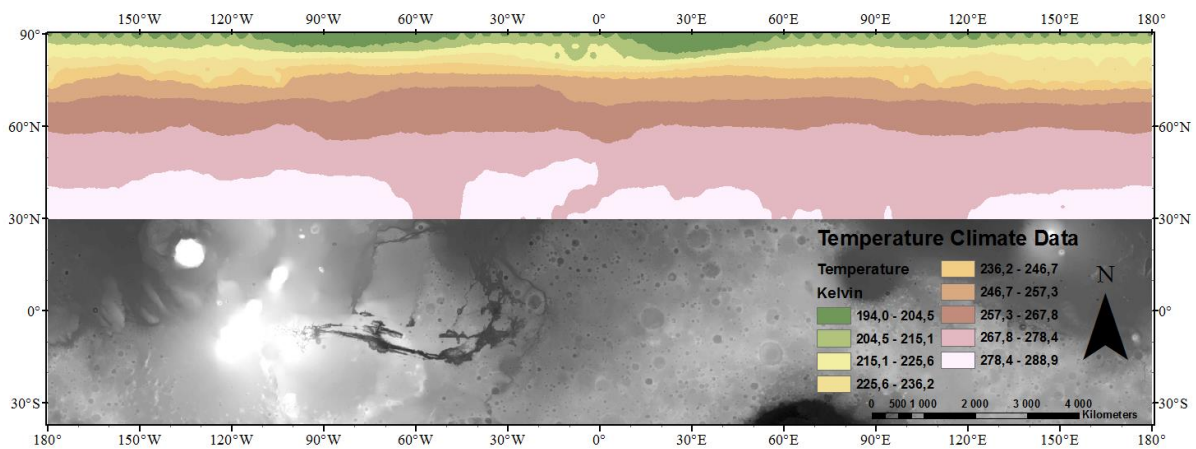 150°W 120°W 90°W 60°W 30°W 0° 30°E 60°E 90°E 120°E 150°E 180°
90°
60°N 60°N
30°N 30°N
Temperature Climate Data
Temperature 236,2 - 246,7
Kelvin 246,7 - 257,3
N
0° 0°
194,0 - 204,5 257,3 - 267,8
204,5 - 215,1 267,8 - 278,4
215,1 - 225,6 278,4 - 288,9
225,6 - 236,2
30°S 30°S
0 500 1 000 2 000 3 000 4 000
Kilometers
180° 150°W 120°W 90°W 60°W 30°W 0° 30°E 60°E 90°E 120°E 150°E 180°